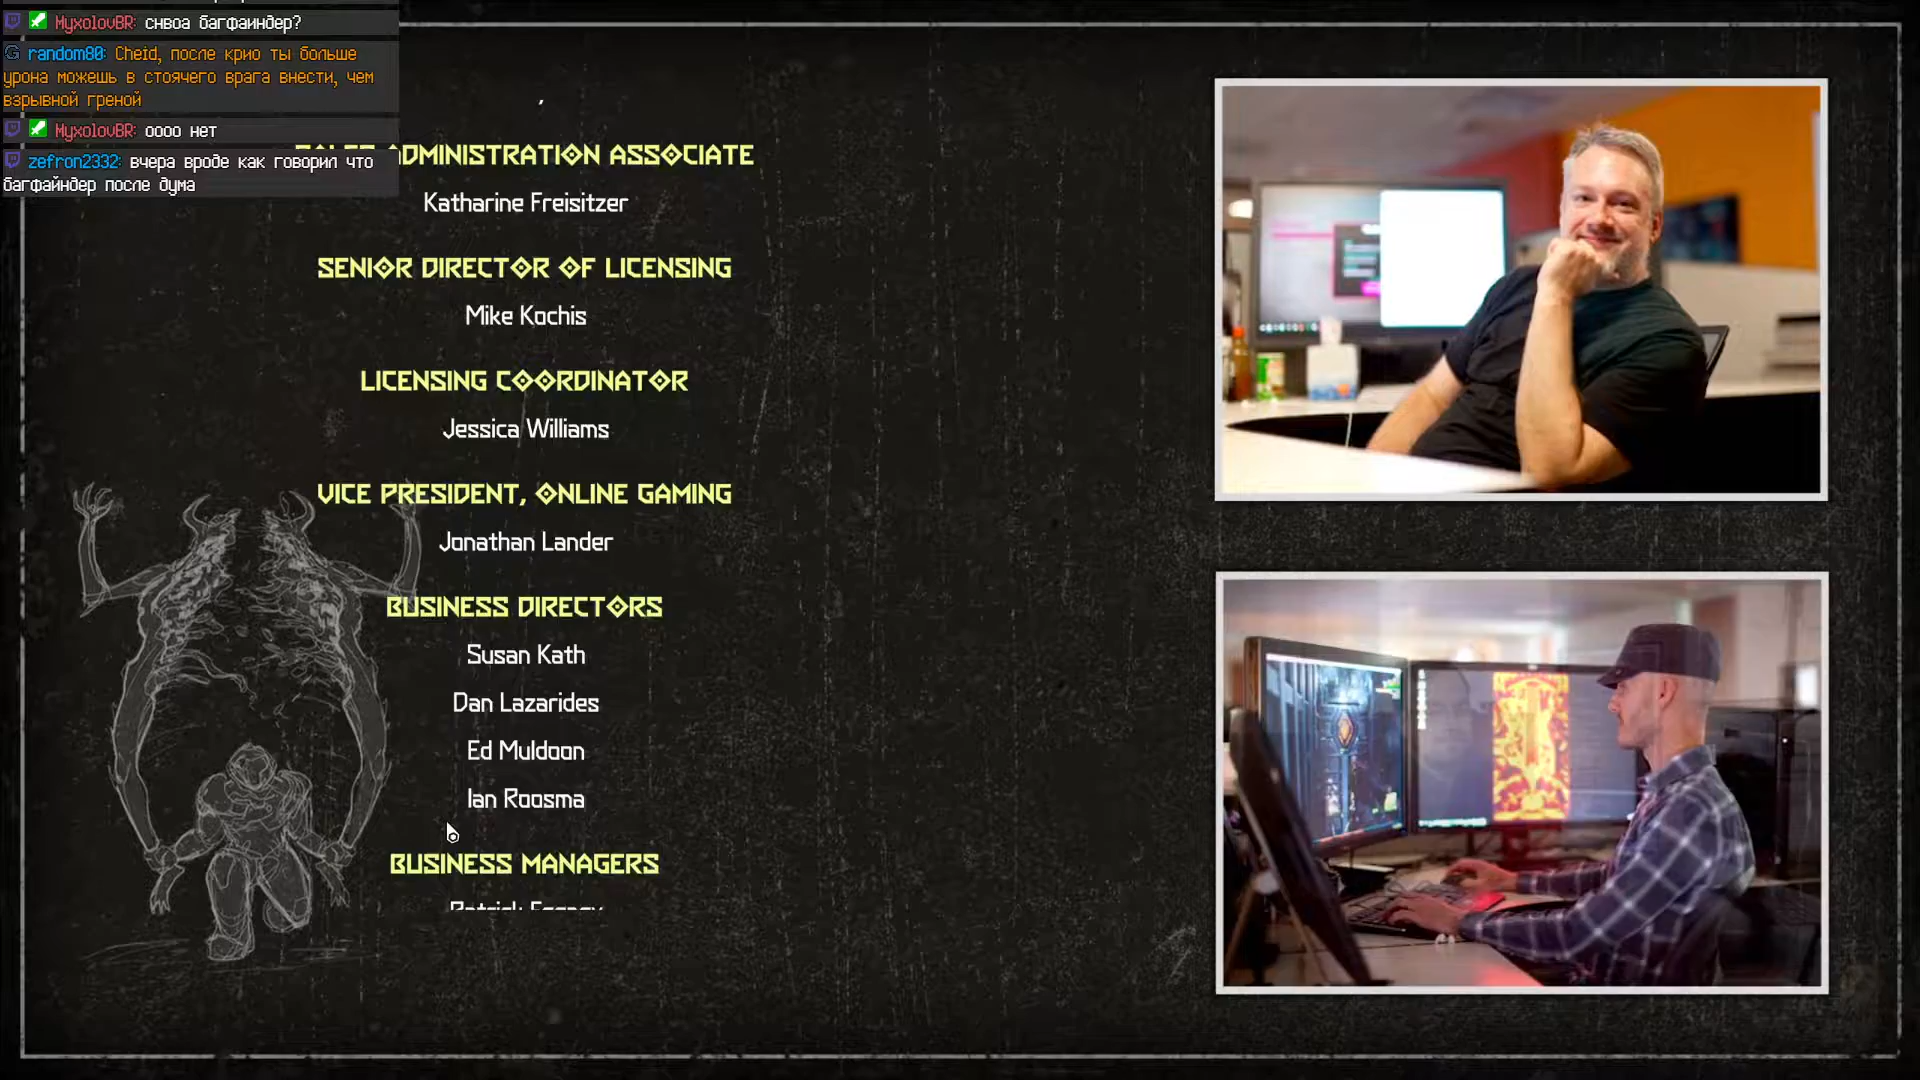 MyxolovBR: снвоа багфаиндер?
random80: Cheid, после крио ты больше
урона можешь в стоячего врага внести, чем
взрывной греной
MyxolovBR: оооо нет
zefron2332: вчера вроде как говорил что
багфайндер после дума
ADMINISTRATION ASSOCIATE
Katharine Freisitzer
SENIOR DIRECTOR OF LICENSING
Mike Kochis
LICENSING COORDINATOR
Jessica Williams
VICE PRESIDENT, ONLINE GAMING
Jonathan Lander
BUSINESS DIRECTORS
Susan Kath
Dan Lazarides
Ed Muldoon
Ian Roosma
BUSINESS MANAGERS